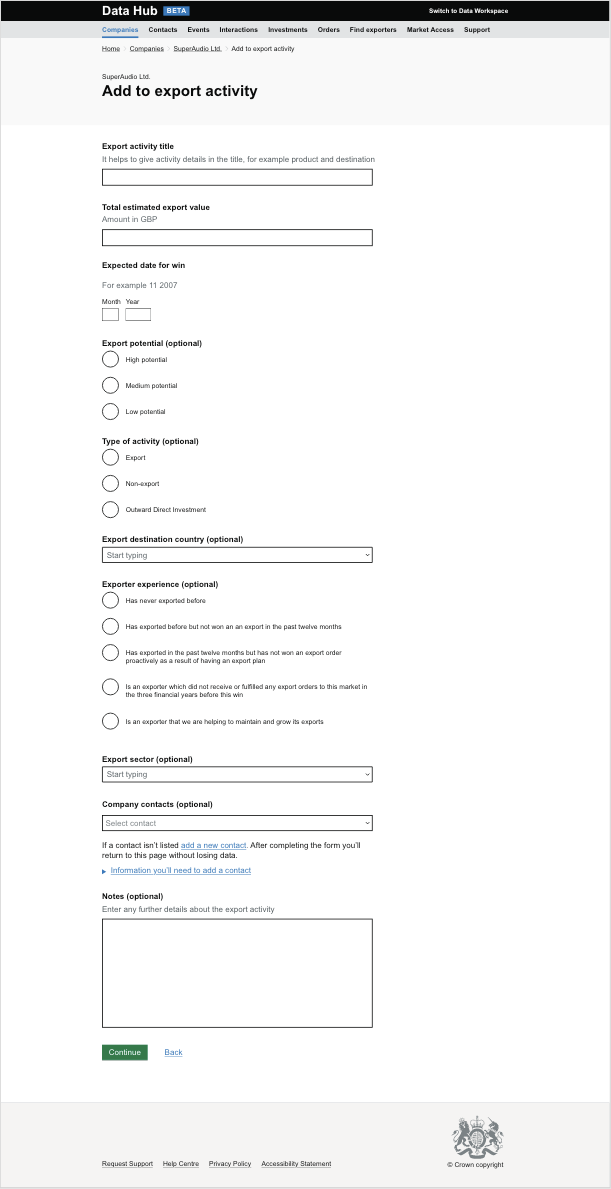 Data Hub BETA
Switch to Data Workspace
Companies Contacts Events Interactions Investments Orders Find exporters Market Access Support
Home Companies SuperAudio Ltd. Add to export activity
SuperAudio Ltd.
Add to export activity
Export activity title
It helps to give activity details in the title, for example product and destination
Total estimated export value
Amount in GBP
Expected date for win
For example 11 2007
Month Year
Export potential (optional)
High potential
Medium potential
Low potential
Type of activity (optional)
Export
Non-export
Outward Direct Investment
Export destination country (optional)
Start typing
Exporter experience (optional)
Has never exported before
Has exported before but not won an an export in the past twelve months
Has exported in the past twelve months but has not won an export order
proactively as a result of having an export plan
Is an exporter which did not receive or fulfilled any export orders to this market in
the three financial years before this win
Is an exporter that we are helping to maintain and grow its exports
Export sector (optional)
Start typing
Company contacts (optional)
Select contact
If a contact isn't listed add a new contact. After completing the form you'll
return to this page without losing data.
Information you'll need to add a contact
Notes (optional)
Enter any further details about the export activity
Continue Back
Request Support Help Centre Privacy Policy Accessibility Statement
© Crown copyright